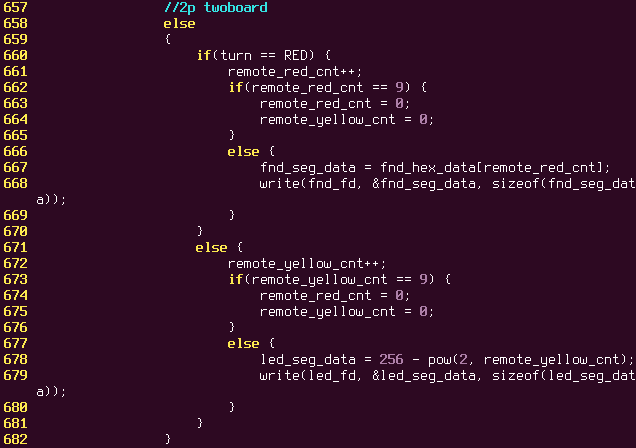 657                 //2p twoboard
658                 else
659                 {
660                     if(turn == RED) {
661                         remote_red_cnt++;
662                         if(remote_red_cnt == 9) {
663                             remote_red_cnt = 0;
664                             remote_yellow_cnt = 0;
665                         }
666                         else {
667                             fnd_seg_data = fnd_hex_data[remote_red_cnt];
668                             write(fnd_fd, &fnd_seg_data, sizeof(fnd_seg_dat
a));
669                         }
670                     }
671                     else {
672                         remote_yellow_cnt++;
673                         if(remote_yellow_cnt == 9) {
674                             remote_red_cnt = 0;
675                             remote_yellow_cnt = 0;
676                         }
677                         else {
678                             led_seg_data = 256 - pow(2, remote_yellow_cnt);
679                             write(led_fd, &led_seg_data, sizeof(led_seg_dat
a));
680                         }
681                     }
682                 }